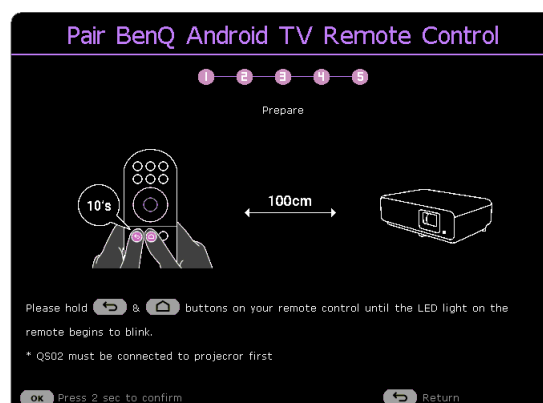 Pair BenQ Android TV Remote Control
1 2 3 4 5
Prepare
10's
100cm
Please hold & buttons on your remote control until the LED light on the
remote begins to blink.
* QS02 must be connected to projecror first
OK Press 2 sec to confirm Return